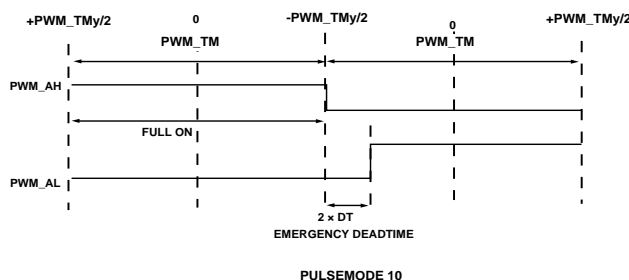 +PWM_TMy/2 0 -PWM_TMy/2 0 +PWM_TMy/2
PWM_TM PWM_TM
PWM_AH
FULL ON
PWM_AL
2 × DT
EMERGENCY DEADTIME
PULSEMODE 10